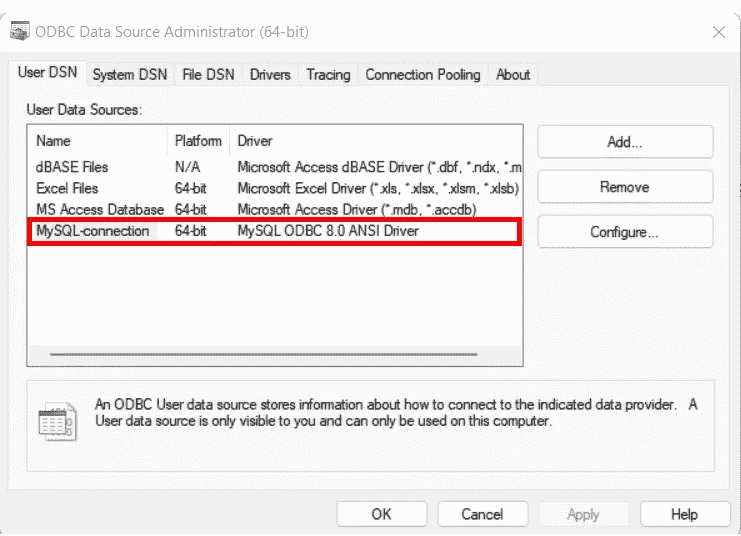 ODBC Data Source Administrator (64-bit)
User DSN System DSN File DSN Drivers Tracing Connection Pooling About
User Data Sources:
Name Platform Driver
dBASE Files N/A Microsoft Access dBASE Driver (*.dbf, *.ndx, *.m
Excel Files 64-bit Microsoft Excel Driver (*.xls, *.xlsx, *.xlsm, *.xlsb)
MS Access Database 64-bit Microsoft Access Driver (*.mdb, *.accdb)
MySQL-connection 64-bit MySQL ODBC 8.0 ANSI Driver
Add...
Remove
Configure...
An ODBC User data source stores information about how to connect to the indicated data provider. A
User data source is only visible to you and can only be used on this computer.
OK Cancel Apply Help